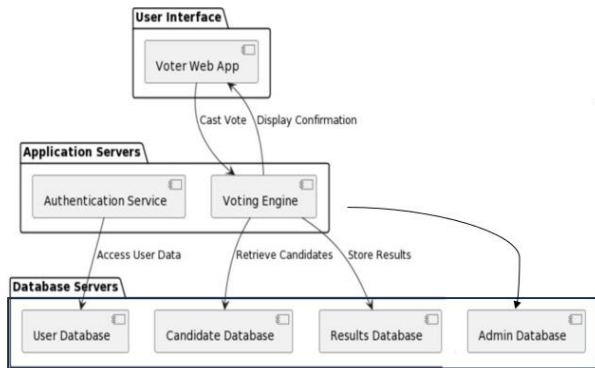 User Interface
Voter Web App
Cast Vote
Display Confirmation
Application Servers
Authentication Service
Voting Engine
Access User Data
Retrieve Candidates
Store Results
Database Servers
User Database
Candidate Database
Results Database
Admin Database